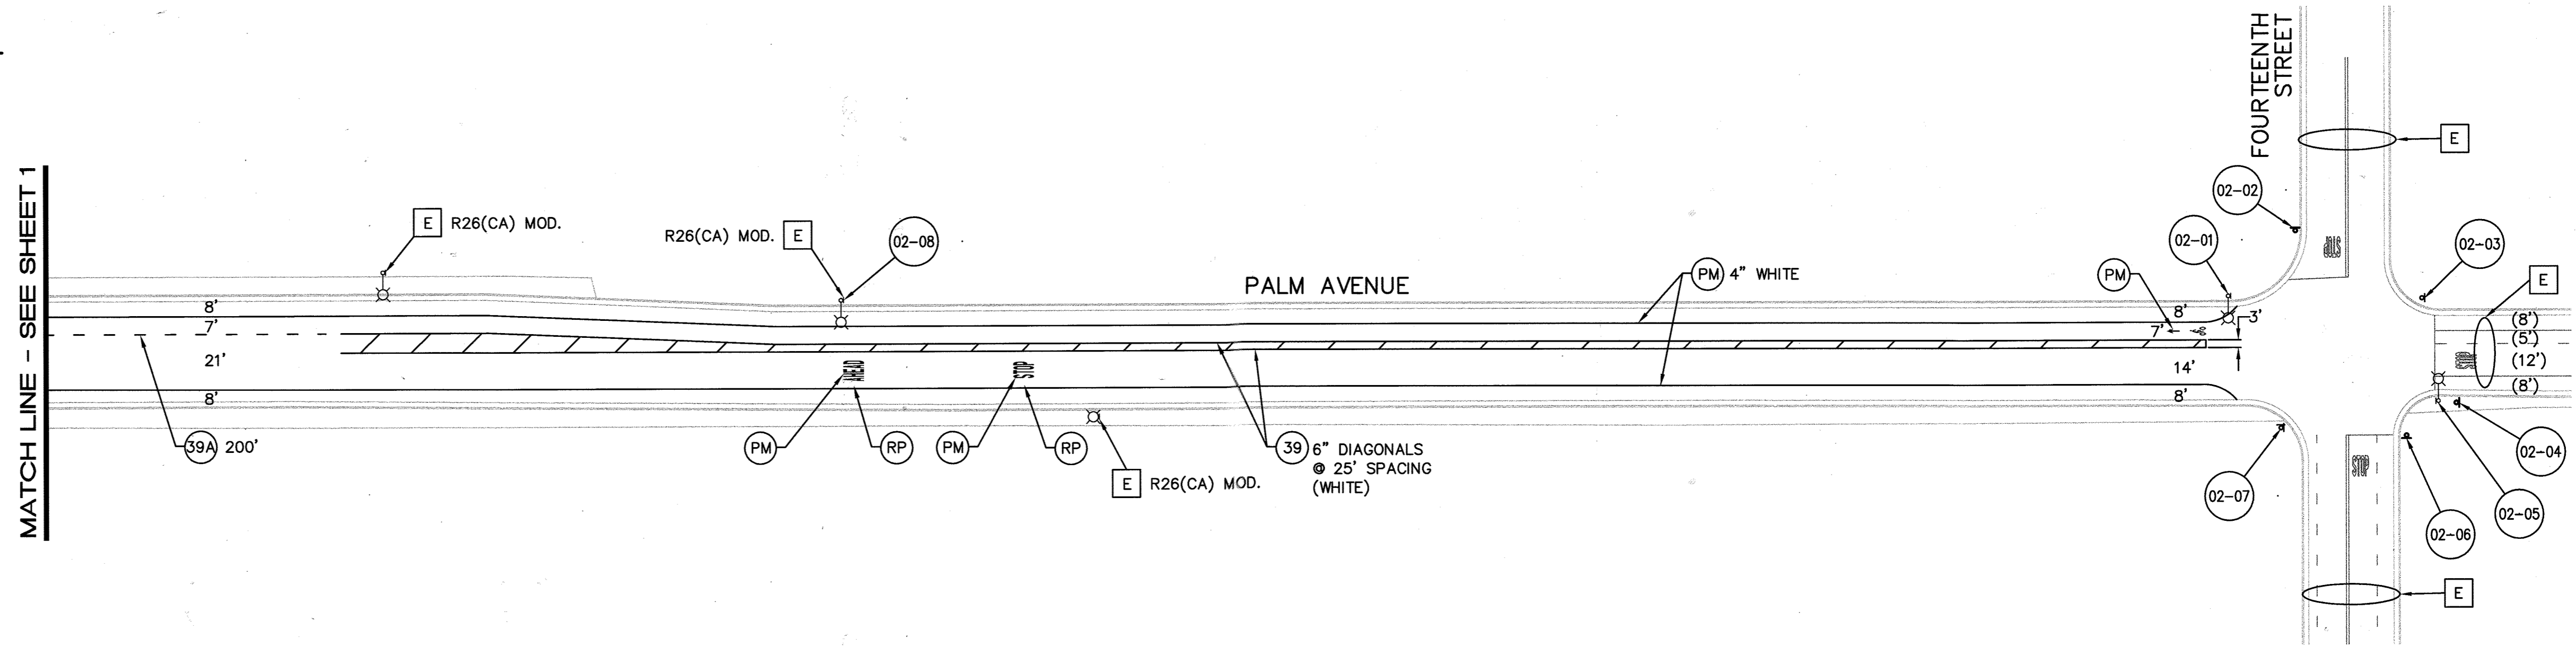 MATCH LINE - SEE SHEET 1
E R26(CA) MOD.
R26(CA) MOD. E
02-08
PALM AVENUE
PM 4" WHITE
PM
02-01
02-02
FOURTEENTH
STREET
E
02-03
E
STOP
8'
7'
21'
8'
39A 200'
AHEAD
STOP
PM
RP
PM
RP
E R26(CA) MOD.
39 6" DIAGONALS
@ 25' SPACING
(WHITE)
8'
7'
3'
14'
8'
(8')
(5')
(12')
(8')
STOP
STOP
02-04
02-05
02-06
02-07
E